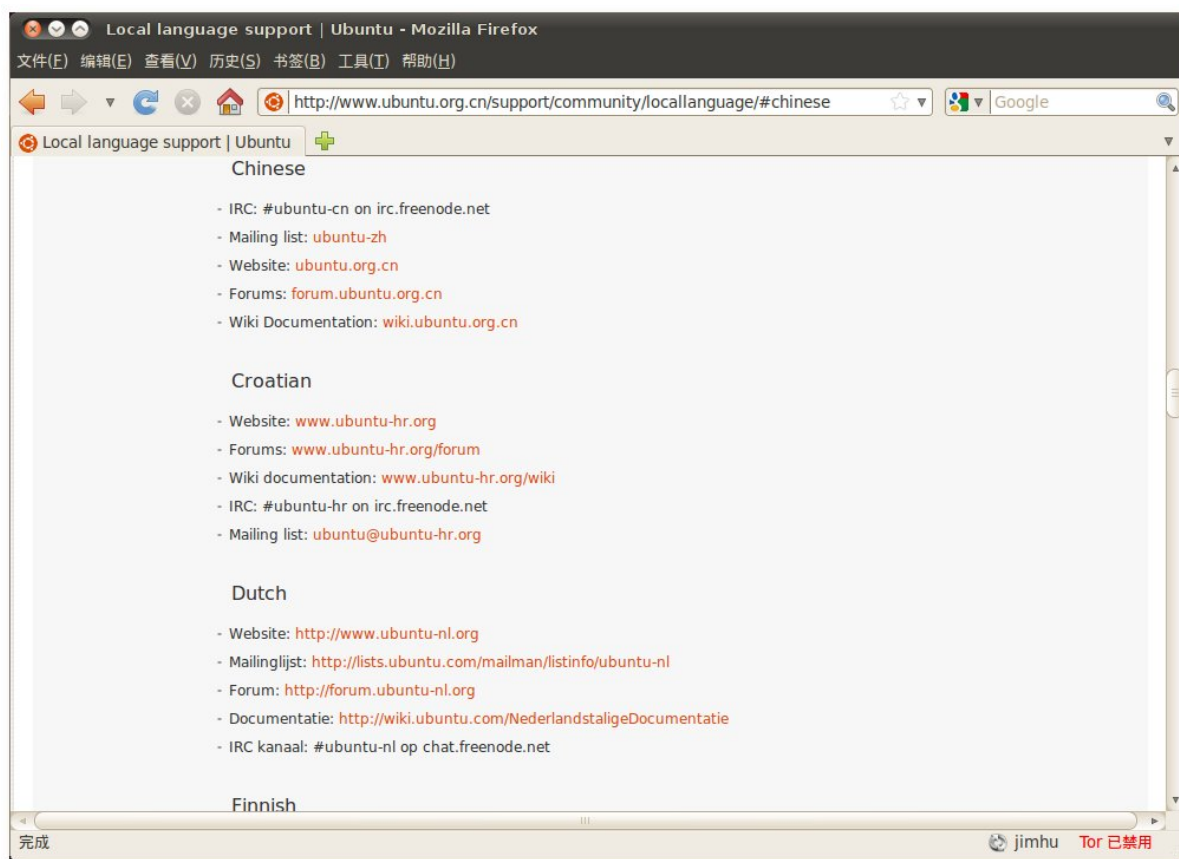 Local language support | Ubuntu - Mozilla Firefox
文件(F) 编辑(E) 查看(V) 历史(S) 书签(B) 工具(T) 帮助(H)
http://www.ubuntu.org.cn/support/community/locallanguage/#chinese Google
Local language support | Ubuntu
Chinese
- IRC: #ubuntu-cn on irc.freenode.net
- Mailing list: ubuntu-zh
- Website: ubuntu.org.cn
- Forums: forum.ubuntu.org.cn
- Wiki Documentation: wiki.ubuntu.org.cn
Croatian
- Website: www.ubuntu-hr.org
- Forums: www.ubuntu-hr.org/forum
- Wiki documentation: www.ubuntu-hr.org/wiki
- IRC: #ubuntu-hr on irc.freenode.net
- Mailing list: ubuntu@ubuntu-hr.org
Dutch
- Website: http://www.ubuntu-nl.org
- Mailinglijst: http://lists.ubuntu.com/mailman/listinfo/ubuntu-nl
- Forum: http://forum.ubuntu-nl.org
- Documentatie: http://wiki.ubuntu.com/NederlandstaligeDocumentatie
- IRC kanaal: #ubuntu-nl op chat.freenode.net
Finnish
完成 jimhu Tor 已禁用